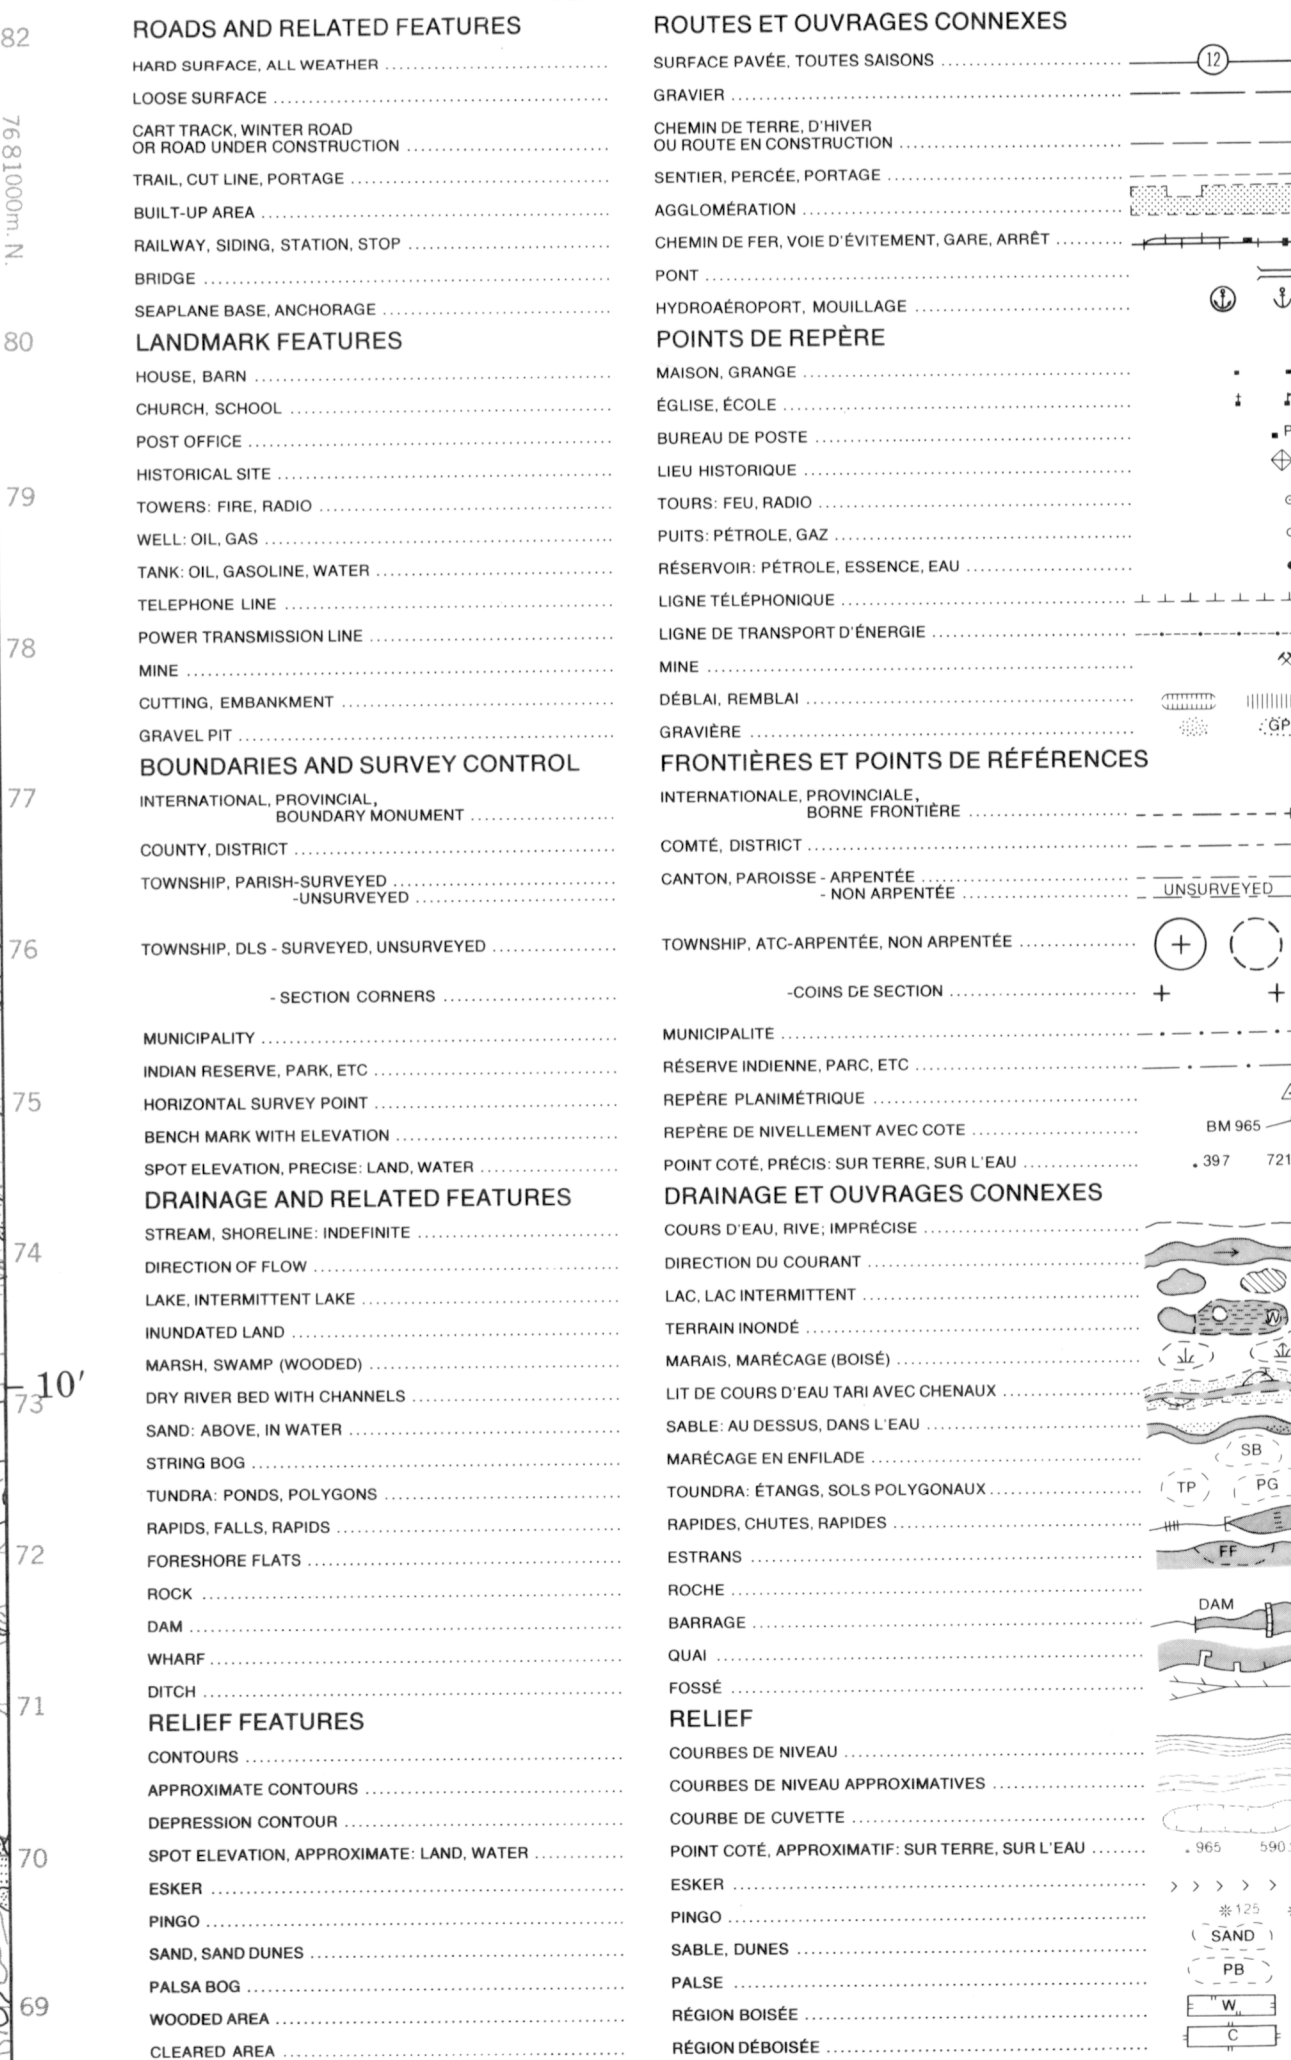 82
7681000m. N.
80
79
78
77
76
75
74
10'
73
72
71
70
69
ROADS AND RELATED FEATURES
HARD SURFACE, ALL WEATHER
LOOSE SURFACE
CART TRACK, WINTER ROAD
OR ROAD UNDER CONSTRUCTION
TRAIL, CUT LINE, PORTAGE
BUILT-UP AREA
RAILWAY, SIDING, STATION, STOP
BRIDGE
SEAPLANE BASE, ANCHORAGE
LANDMARK FEATURES
HOUSE, BARN
CHURCH, SCHOOL
POST OFFICE
HISTORICAL SITE
TOWERS: FIRE, RADIO
WELL: OIL, GAS
TANK: OIL, GASOLINE, WATER
TELEPHONE LINE
POWER TRANSMISSION LINE
MINE
CUTTING, EMBANKMENT
GRAVEL PIT
BOUNDARIES AND SURVEY CONTROL
INTERNATIONAL, PROVINCIAL,
BOUNDARY MONUMENT
COUNTY, DISTRICT
TOWNSHIP, PARISH-SURVEYED
-UNSURVEYED
TOWNSHIP, DLS - SURVEYED, UNSURVEYED
- SECTION CORNERS
MUNICIPALITY
INDIAN RESERVE, PARK, ETC
HORIZONTAL SURVEY POINT
BENCH MARK WITH ELEVATION
SPOT ELEVATION, PRECISE: LAND, WATER
DRAINAGE AND RELATED FEATURES
STREAM, SHORELINE: INDEFINITE
DIRECTION OF FLOW
LAKE, INTERMITTENT LAKE
INUNDATED LAND
MARSH, SWAMP (WOODED)
DRY RIVER BED WITH CHANNELS
SAND: ABOVE, IN WATER
STRING BOG
TUNDRA: PONDS, POLYGONS
RAPIDS, FALLS, RAPIDS
FORESHORE FLATS
ROCK
DAM
WHARF
DITCH
RELIEF FEATURES
CONTOURS
APPROXIMATE CONTOURS
DEPRESSION CONTOUR
SPOT ELEVATION, APPROXIMATE: LAND, WATER
ESKER
PINGO
SAND, SAND DUNES
PALSA BOG
WOODED AREA
CLEARED AREA
ROUTES ET OUVRAGES CONNEXES
SURFACE PAVÉE, TOUTES SAISONS 12
GRAVIER
CHEMIN DE TERRE, D'HIVER
OU ROUTE EN CONSTRUCTION
SENTIER, PERCÉE, PORTAGE
AGGLOMÉRATION
CHEMIN DE FER, VOIE D'ÉVITEMENT, GARE, ARRÊT
PONT
HYDROAÉROPORT, MOUILLAGE
POINTS DE REPÈRE
MAISON, GRANGE
ÉGLISE, ÉCOLE
BUREAU DE POSTE P
LIEU HISTORIQUE
TOURS: FEU, RADIO
PUITS: PÉTROLE, GAZ
RÉSERVOIR: PÉTROLE, ESSENCE, EAU
LIGNE TÉLÉPHONIQUE
LIGNE DE TRANSPORT D'ÉNERGIE
MINE
DÉBLAI, REMBLAI
GRAVIÈRE GP
FRONTIÈRES ET POINTS DE RÉFÉRENCES
INTERNATIONALE, PROVINCIALE,
BORNE FRONTIÈRE
COMTÉ, DISTRICT
CANTON, PAROISSE - ARPENTÉE
- NON ARPENTÉE UNSURVEYED
TOWNSHIP, ATC-ARPENTÉE, NON ARPENTÉE
-COINS DE SECTION
MUNICIPALITE
RÉSERVE INDIENNE, PARC, ETC
REPÈRE PLANIMÉTRIQUE
REPÈRE DE NIVELLEMENT AVEC COTE BM 965
POINT COTÉ, PRÉCIS: SUR TERRE, SUR L'EAU .397 721
DRAINAGE ET OUVRAGES CONNEXES
COURS D'EAU, RIVE; IMPRÉCISE
DIRECTION DU COURANT
LAC, LAC INTERMITTENT
TERRAIN INONDÉ W
MARAIS, MARÉCAGE (BOISÉ)
LIT DE COURS D'EAU TARI AVEC CHENAUX
SABLE: AU DESSUS, DANS L'EAU
MARÉCAGE EN ENFILADE SB
TOUNDRA: ÉTANGS, SOLS POLYGONAUX TP PG
RAPIDES, CHUTES, RAPIDES
ESTRANS FF
ROCHE
BARRAGE DAM
QUAI
FOSSÉ
RELIEF
COURBES DE NIVEAU
COURBES DE NIVEAU APPROXIMATIVES
COURBE DE CUVETTE
POINT COTÉ, APPROXIMATIF: SUR TERRE, SUR L'EAU .965 590
ESKER
PINGO 125
SABLE, DUNES SAND
PALSE PB
RÉGION BOISÉE W
RÉGION DÉBOISÉE C